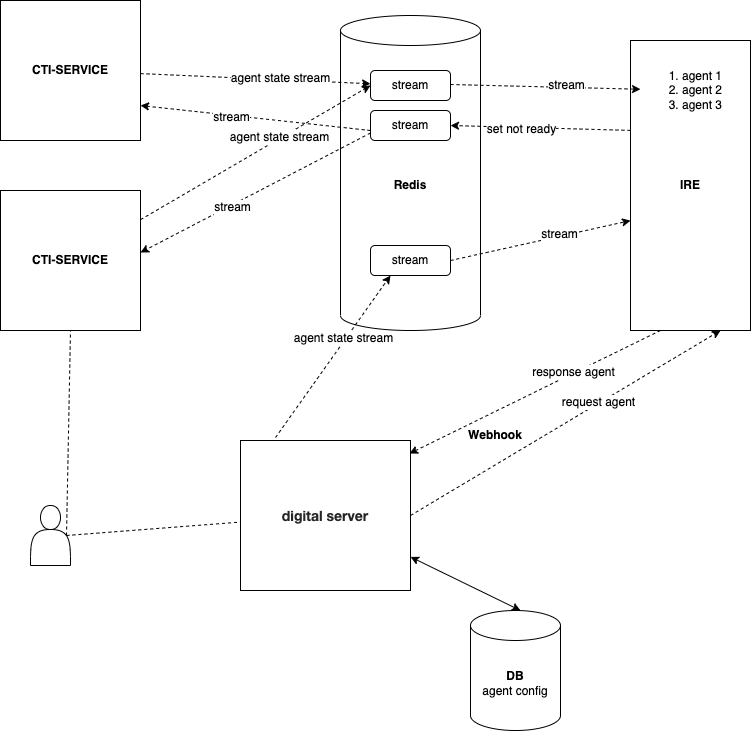 CTI-SERVICE
agent state stream
stream
stream
1. agent 1
2. agent 2
3. agent 3
stream
stream
set not ready
agent state stream
Redis
IRE
stream
CTI-SERVICE
stream
stream
agent state stream
response agent
request agent
Webhook
digital server
DB
agent config